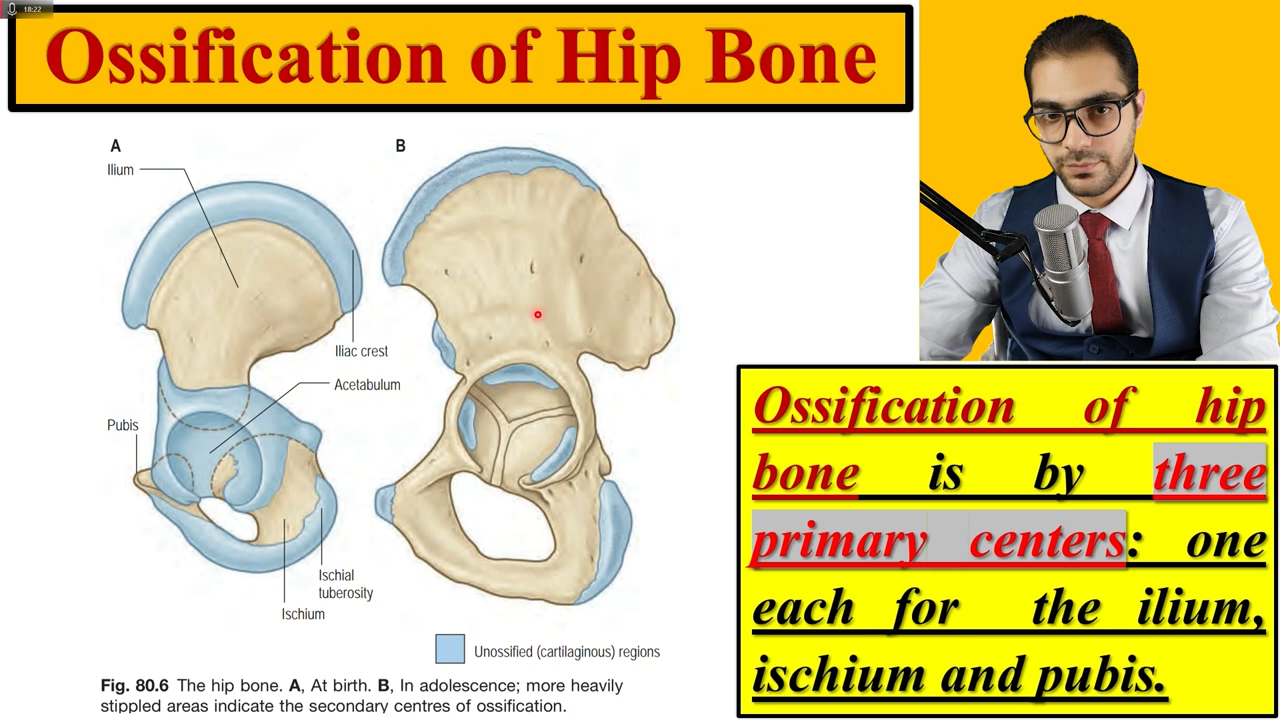 18:22
Ossification of Hip Bone
A
B
Ilium
Iliac crest
Acetabulum
Pubis
Ischial
tuberosity
Ischium
Unossified (cartilaginous) regions
Fig. 80.6 The hip bone. A, At birth. B, In adolescence; more heavily
stippled areas indicate the secondary centres of ossification.
Ossification of hip
bone is by three
primary centers: one
each for the ilium,
ischium and pubis.